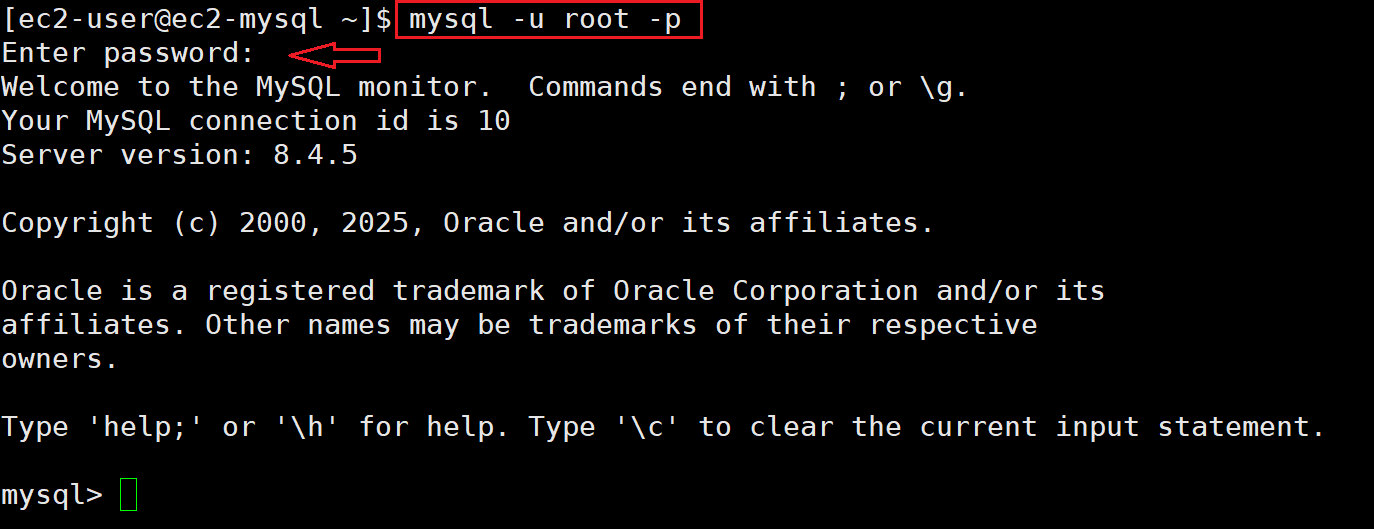 [ec2-user@ec2-mysql ~]$ mysql -u root -p
Enter password:
Welcome to the MySQL monitor.  Commands end with ; or \g.
Your MySQL connection id is 10
Server version: 8.4.5
Copyright (c) 2000, 2025, Oracle and/or its affiliates.
Oracle is a registered trademark of Oracle Corporation and/or its
affiliates. Other names may be trademarks of their respective
owners.
Type 'help;' or '\h' for help. Type '\c' to clear the current input statement.
mysql>